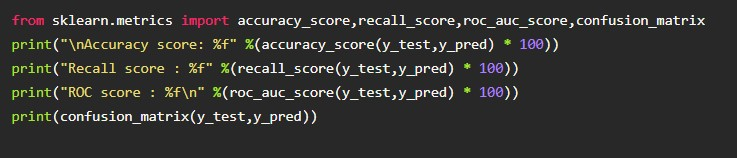 from sklearn.metrics import accuracy_score,recall_score,roc_auc_score,confusion_matrix
print("\nAccuracy score: %f" %(accuracy_score(y_test,y_pred) * 100))
print("Recall score : %f" %(recall_score(y_test,y_pred) * 100))
print("ROC score : %f\n" %(roc_auc_score(y_test,y_pred) * 100))
print(confusion_matrix(y_test,y_pred))